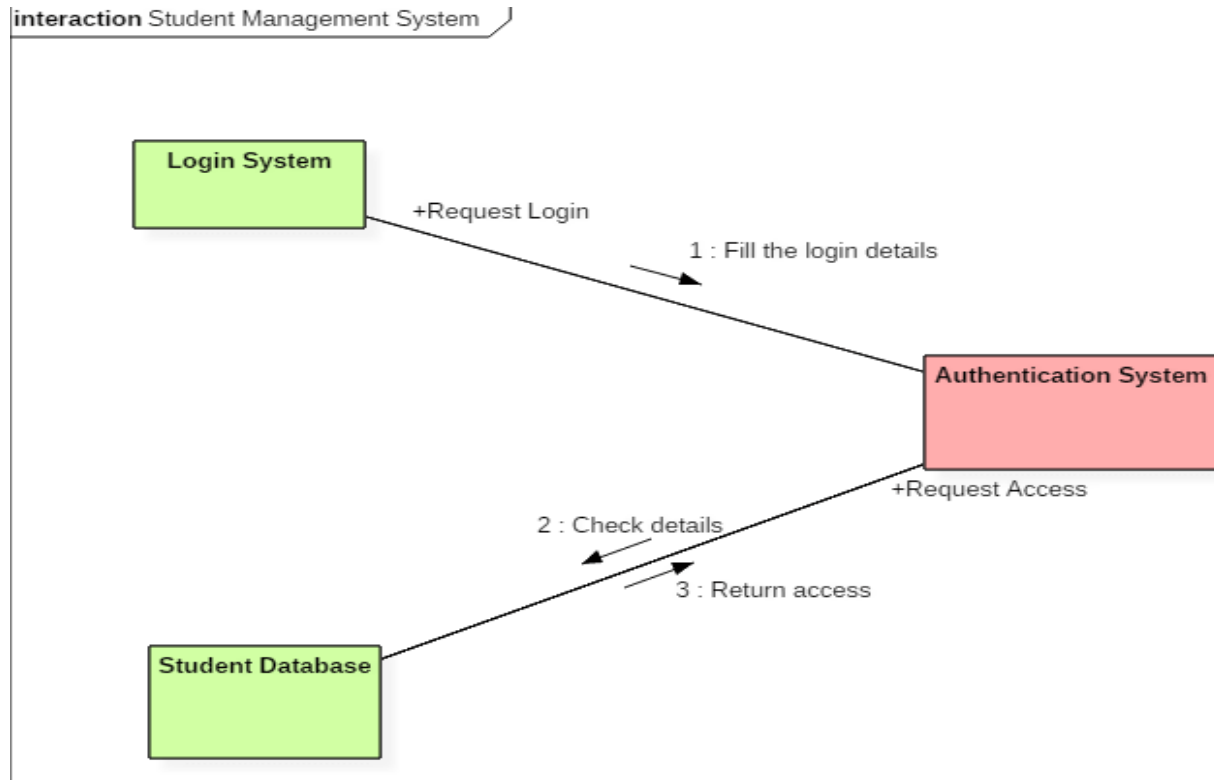 interaction Student Management System
Login System
+Request Login
1 : Fill the login details
Authentication System
+Request Access
2 : Check details
3 : Return access
Student Database